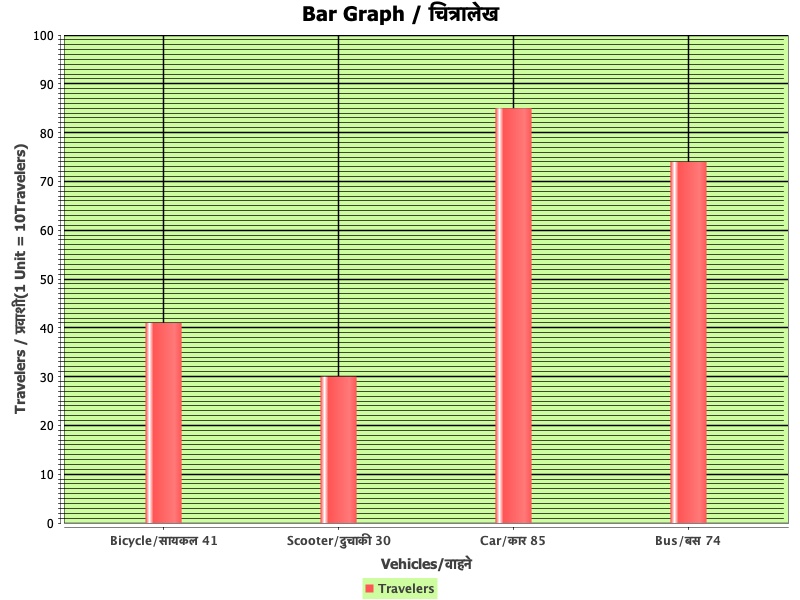 Bar Graph / चित्रालेख
Travelers / प्रवाशी(1 Unit = 10Travelers)
100
90
80
70
60
50
40
30
20
10
0
Bicycle/सायकल 41 Scooter/दुचाकी 30 Car/कार 85 Bus/बस 74
Vehicles/वाहने
Travelers